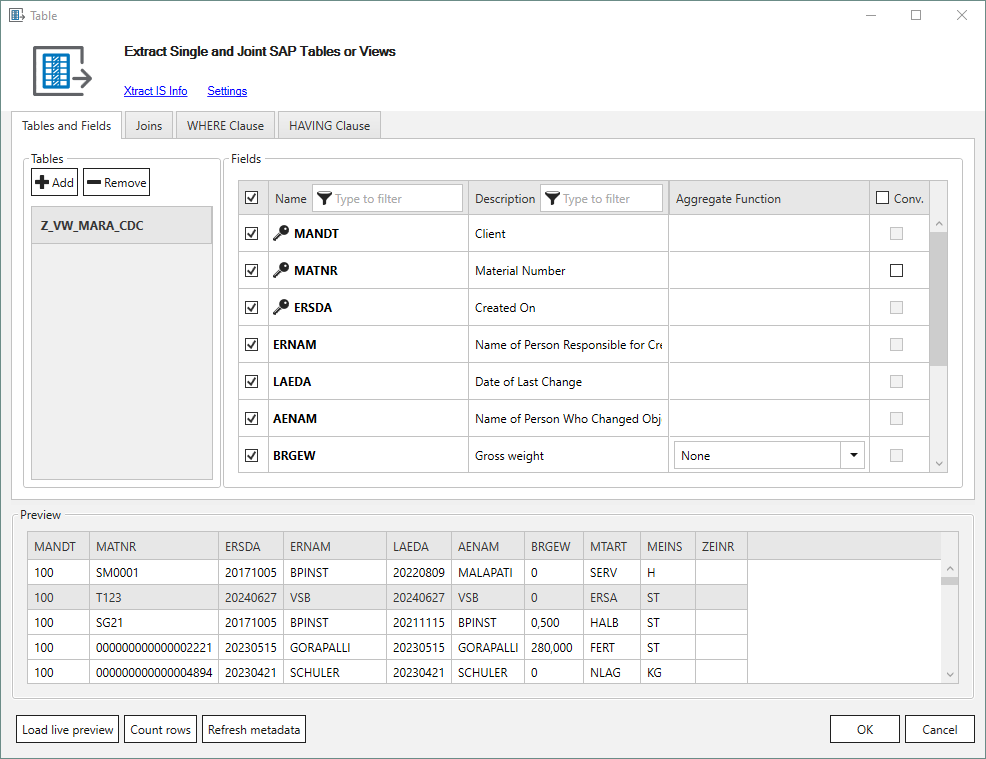 Table
Extract Single and Joint SAP Tables or Views
Xtract IS Info Settings
Tables and Fields Joins WHERE Clause HAVING Clause
Tables
Add Remove
Z_VW_MARA_CDC
Fields
Name Type to filter Description Type to filter Aggregate Function Conv.
MANDT Client
MATNR Material Number
ERSDA Created On
ERNAM Name of Person Responsible for Cre
LAEDA Date of Last Change
AENAM Name of Person Who Changed Obj
BRGEW Gross weight None
Preview
MANDT MATNR ERSDA ERNAM LAEDA AENAM BRGEW MTART MEINS ZEINR
100 SM0001 20171005 BPINST 20220809 MALAPATI 0 SERV H
100 T123 20240627 VSB 20240627 VSB 0 ERSA ST
100 SG21 20171005 BPINST 20211115 BPINST 0,500 HALB ST
100 000000000000002221 20230515 GORAPALLI 20230515 GORAPALLI 280,000 FERT ST
100 000000000000004894 20230421 SCHULER 20230421 SCHULER 0 NLAG KG
Load live preview Count rows Refresh metadata OK Cancel